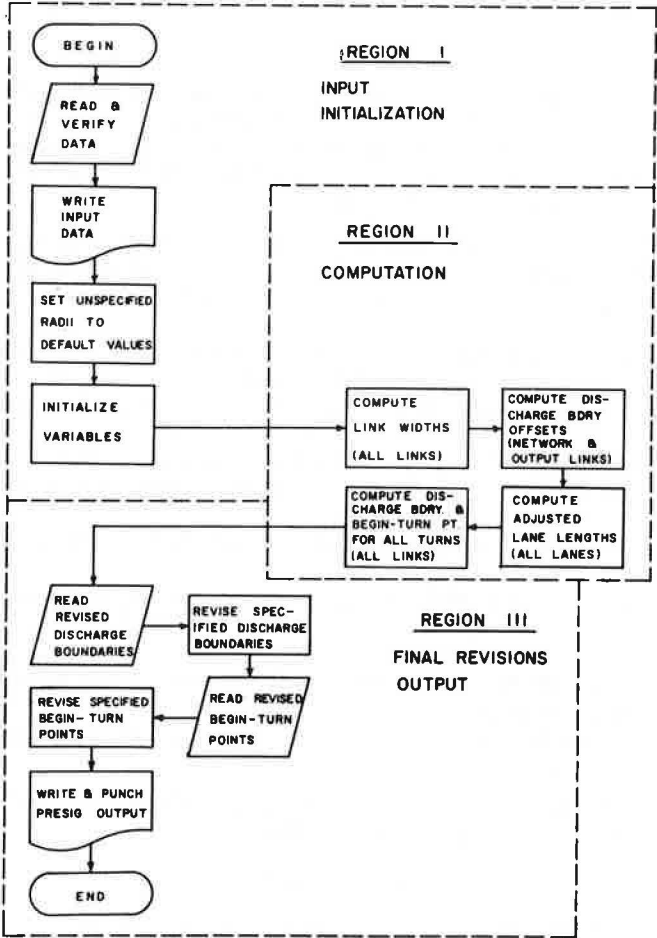 BEGIN
READ &
VERIFY
DATA
WRITE
INPUT
DATA
SET UNSPECIFIED
RADII TO
DEFAULT VALUES
INITIALIZE
VARIABLES
REGION I
INPUT
INITIALIZATION
REGION II
COMPUTATION
COMPUTE
LINK WIDTHS
(ALL LINKS)
COMPUTE DIS-
CHARGE BDRY
OFFSETS
(NETWORK &
OUTPUT LINKS)
COMPUTE
ADJUSTED
LANE LENGTHS
(ALL LANES)
COMPUTE DIS-
CHARGE BDRY. &
BEGIN-TURN PT.
FOR ALL TURNS
(ALL LINKS)
REGION III
FINAL REVISIONS
OUTPUT
READ
REVISED
DISCHARGE
BOUNDARIES
REVISE SPEC-
IFIED DISCHARGE
BOUNDARIES
READ REVISED
BEGIN-TURN
POINTS
REVISE SPECIFIED
BEGIN-TURN
POINTS
WRITE & PUNCH
PRESIG OUTPUT
END